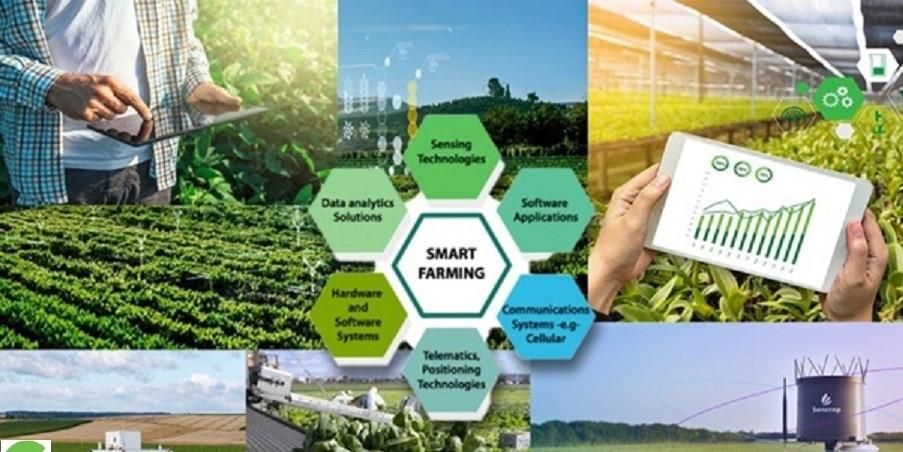 Sensing
Technologies
Data analytics
Solutions
Software
Applications
SMART
FARMING
Hardware
and
Software
Systems
Communications
Systems -e.g-
Cellular
Telematics,
Positioning
Technologies
Sencrop